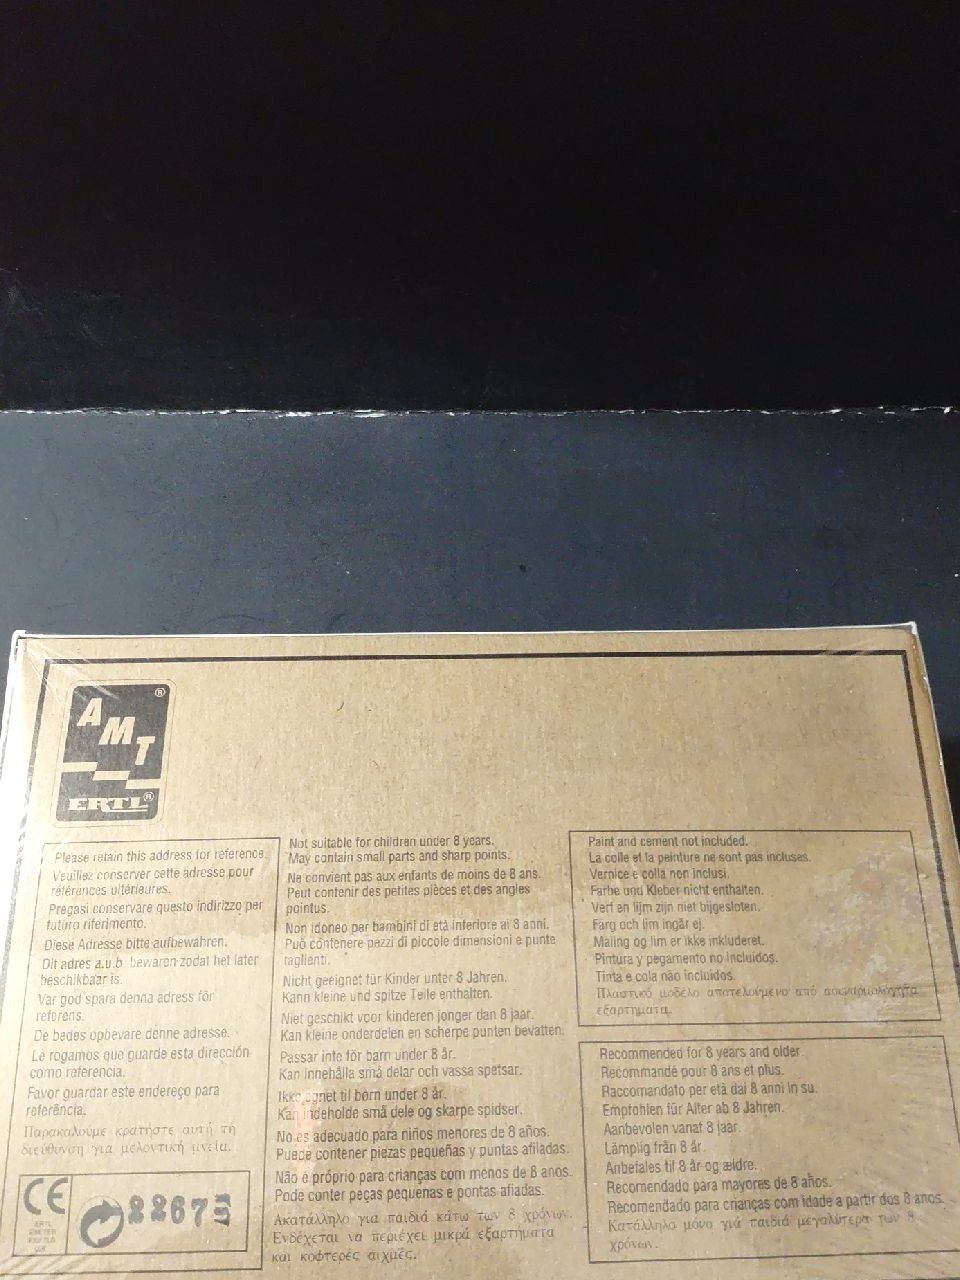 AMT®
ERTL®
Please retain this address for reference.
Veuillez conserver cette adresse pour
références ultérieures.
Pregasi conservare questo indirizzo per
futuro riferimento.
Diese Adresse bitte aufbewahren.
Dit adres a.u.b. bewaren zodat het later
beschikbaar is.
Var god spara denna adress för
referens.
De bedes opbevare denne adresse.
Le rogamos que guarde esta dirección
como referencia.
Favor guardar este endereço para
referência.
Παρακαλούμε κρατήστε αυτή τη
διεύθυνση για μελοντική μνεία.
CE
ERTL
22673
Not suitable for children under 8 years.
May contain small parts and sharp points.
Ne convient pas aux enfants de moins de 8 ans.
Peut contenir des petites pièces et des angles
pointus.
Non idoneo per bambini di età inferiore ai 8 anni.
Può contenere pezzi di piccole dimensioni e punte
taglienti.
Nicht geeignet für Kinder unter 8 Jahren.
Kann kleine und spitze Teile enthalten.
Niet geschikt voor kinderen jonger dan 8 jaar.
Kan kleine onderdelen en scherpe punten bevatten.
Passar inte för barn under 8 år.
Kan innehålla små delar och vassa spetsar.
Ikke egnet til børn under 8 år.
Kan indeholde små dele og skarpe spidser.
No es adecuado para niños menores de 8 años.
Puede contener piezas pequeñas y puntas afiladas.
Não è próprio para crianças com menos de 8 anos.
Pode conter peças pequenas e pontas afiadas.
Ακατάλληλο για παιδιά κάτω των 8 χρόνων.
Ενδέχεται να περιέχει μικρά εξαρτήματα
και κοφτερές αιχμές.
Paint and cement not included.
La colle et la peinture ne sont pas incluses.
Vernice e colla non inclusi.
Farbe und Kleber nicht enthalten.
Verf en lijm zijn niet bijgesloten.
Färg och lim ingår ej.
Maling og lim er ikke inkluderet.
Pintura y pegamento no incluidos.
Tinta e cola não incluidos.
Πλαστικό μοδέλο αποτελούμενο από συναρμολογητά
εξαρτήματα.
Recommended for 8 years and older.
Recommandé pour 8 ans et plus.
Raccomandato per età dai 8 anni in su.
Empfohlen für Alter ab 8 Jahren.
Aanbevolen vanaf 8 jaar.
Lämplig från 8 år.
Anbefales til 8 år og ældre.
Recomendado para mayores de 8 años.
Recomendado para crianças com idade a partir dos 8 anos.
Κατάλληλο μόνο γιά παιδιά μεγαλύτερα των 8
χρόνων.